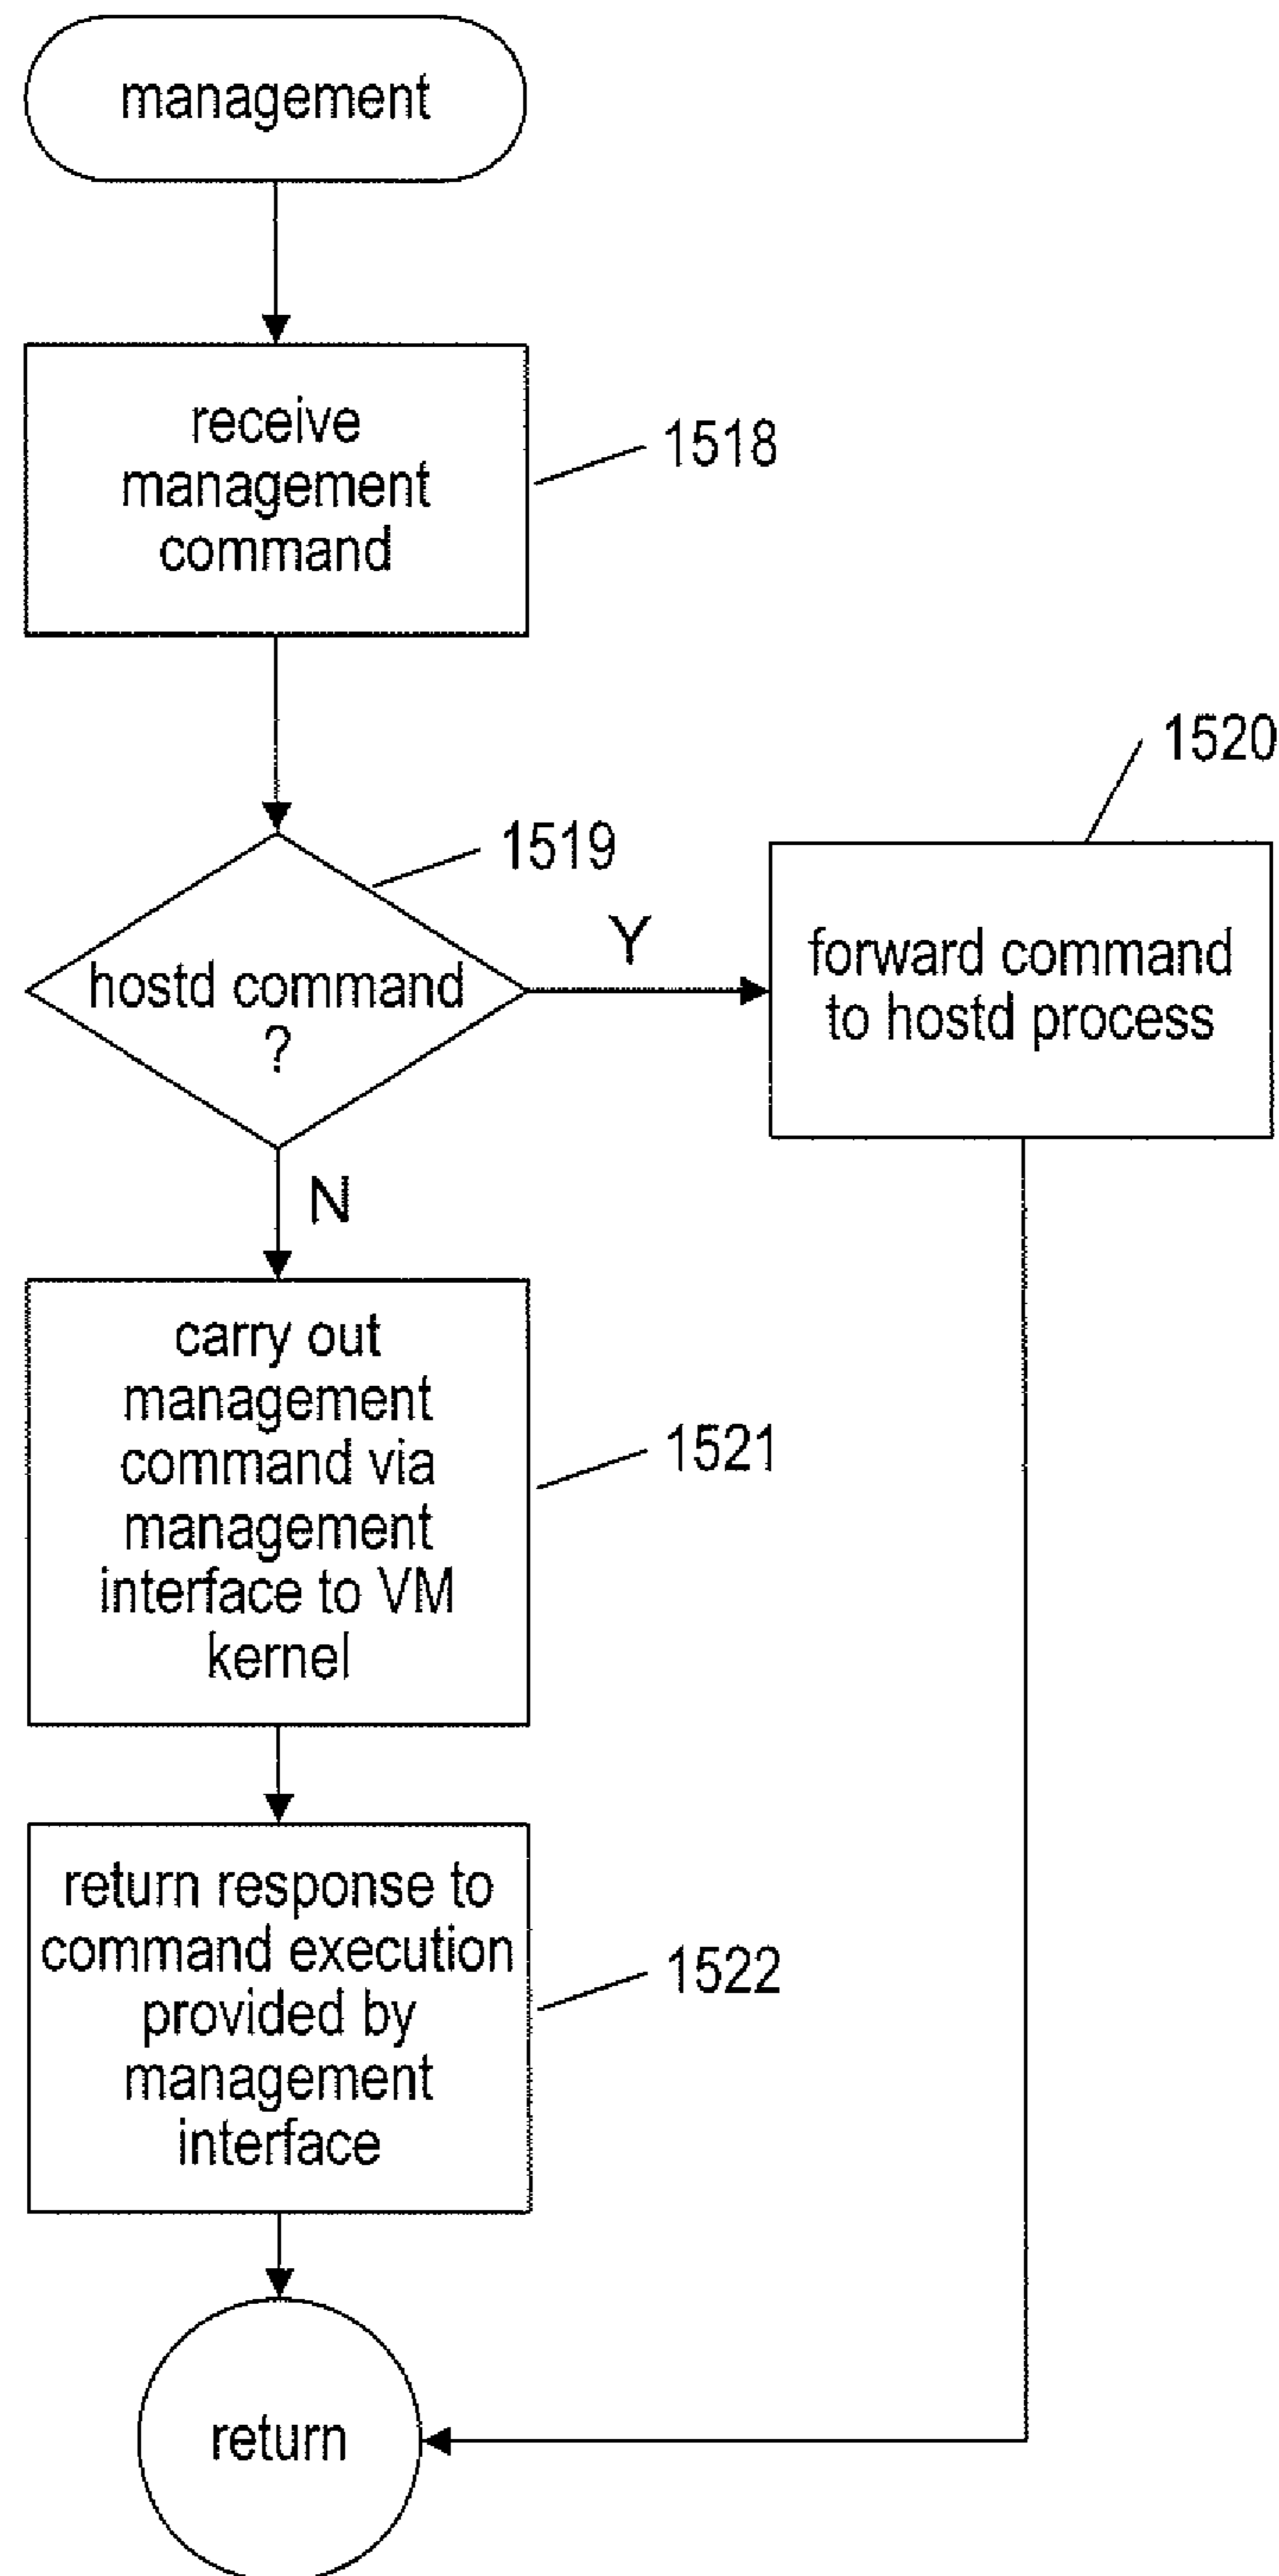 management
receive
management
command
1518
1519
hostd command
?
Y
1520
forward command
to hostd process
N
carry out
management
command via
management
interface to VM
kernel
1521
return response to
command execution
provided by
management
interface
1522
return